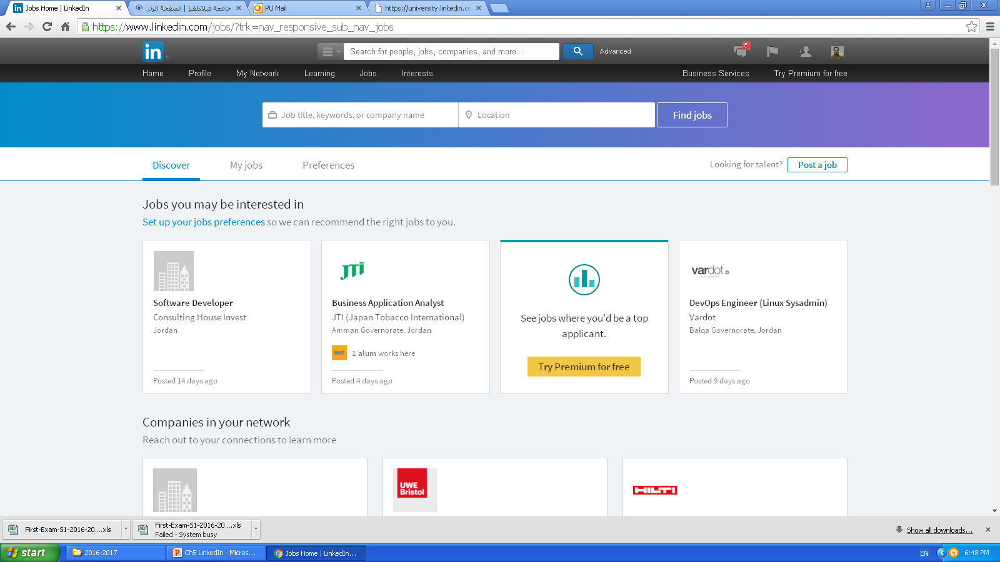 Jobs Home | LinkedIn
جامعة فيلادلفيا | الصفحة الرئي
PU Mail
https://university.linkedin.co
https://www.linkedin.com/jobs/?trk=nav_responsive_sub_nav_jobs
in
Search for people, jobs, companies, and more...
Advanced
5
Home
Profile
My Network
Learning
Jobs
Interests
Business Services
Try Premium for free
Job title, keywords, or company name
Location
Find jobs
Discover
My jobs
Preferences
Looking for talent?
Post a job
Jobs you may be interested in
Set up your jobs preferences so we can recommend the right jobs to you.
Software Developer
Consulting House Invest
Jordan
Posted 14 days ago
JTi
Business Application Analyst
JTI (Japan Tobacco International)
Amman Governorate, Jordan
NYIT
1 alum works here
Posted 4 days ago
See jobs where you'd be a top
applicant.
Try Premium for free
vardot
DevOps Engineer (Linux Sysadmin)
Vardot
Balqa Governorate, Jordan
Posted 9 days ago
Companies in your network
Reach out to your connections to learn more
UWE
Bristol
HILTI
First-Exam-S1-2016-20....xls
First-Exam-S1-2016-20....xls
Failed - System busy
Show all downloads...
start
2016-2017
Ch5 LinkedIn - Micros...
Jobs Home | LinkedIn...
EN
6:48 PM